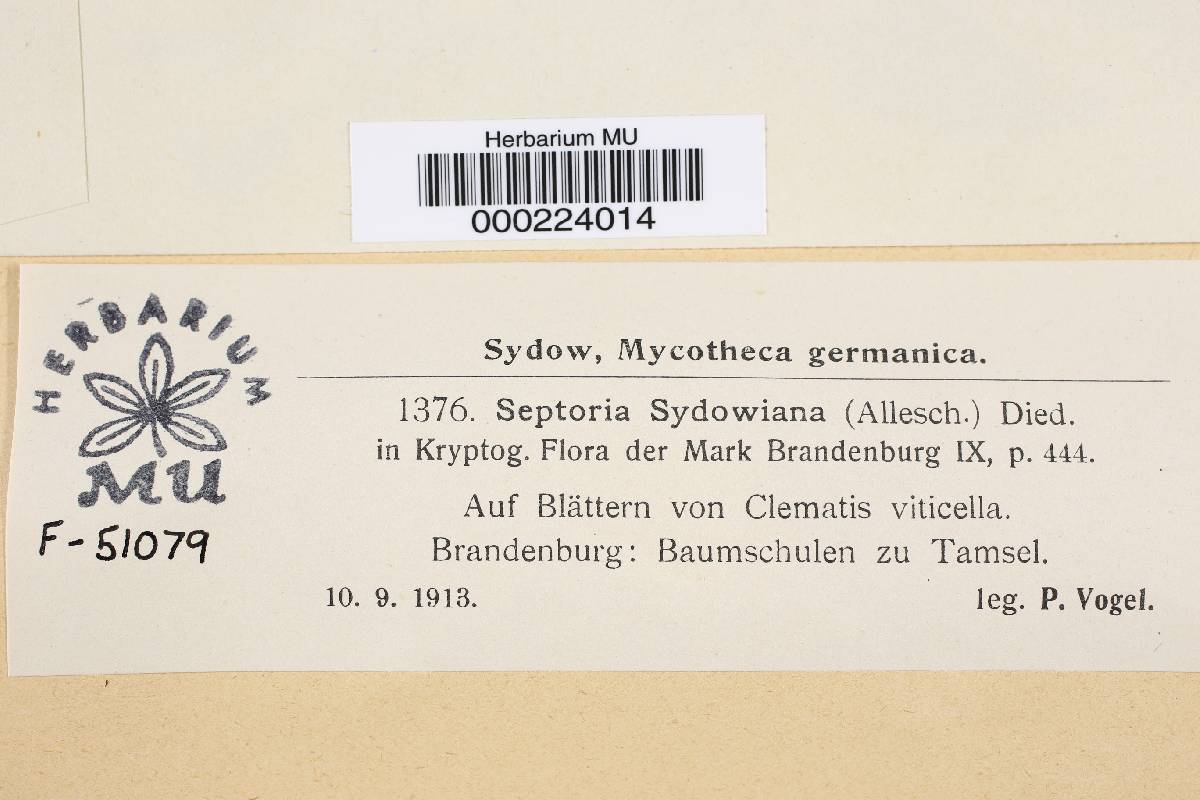 Herbarium MU
000224014
HERBARIUM
MU
F-51079
Sydow, Mycotheca germanica.
1376. Septoria Sydowiana (Allesch.) Died.
in Kryptog. Flora der Mark Brandenburg IX, p. 444.
Auf Blättern von Clematis viticella.
Brandenburg: Baumschulen zu Tamsel.
10. 9. 1913. leg. P. Vogel.